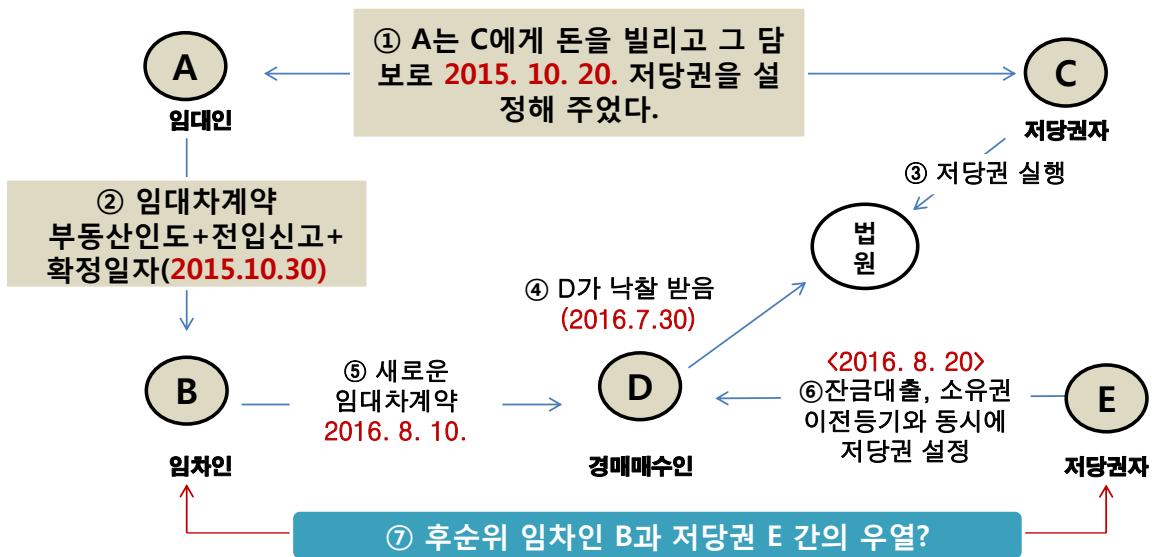 A
임대인
① A는 C에게 돈을 빌리고 그 담
보로 2015. 10. 20. 저당권을 설
정해 주었다.
C
저당권자
② 임대차계약
부동산인도+전입신고+
확정일자(2015.10.30)
③ 저당권 실행
법
원
④ D가 낙찰 받음
(2016.7.30)
B
임차인
⑤ 새로운
임대차계약
2016. 8. 10.
D
경매매수인
<2016. 8. 20>
⑥잔금대출, 소유권
이전등기와 동시에
저당권 설정
E
저당권자
⑦ 후순위 임차인 B과 저당권 E 간의 우열?